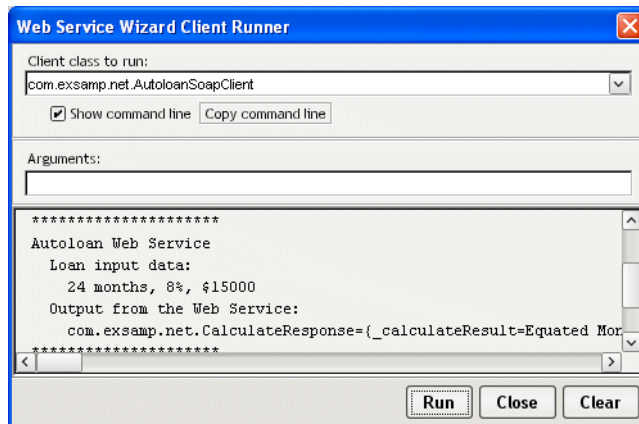 Web Service Wizard Client Runner
Client class to run:
com.exsamp.net.AutoloanSoapClient
Show command line Copy command line
Arguments:
**********************
Autoloan Web Service
Loan input data:
24 months, 8%, $15000
Output from the Web Service:
com.exsamp.net.CalculateResponse={_calculateResult=Equated Mon
**********************
Run Close Clear